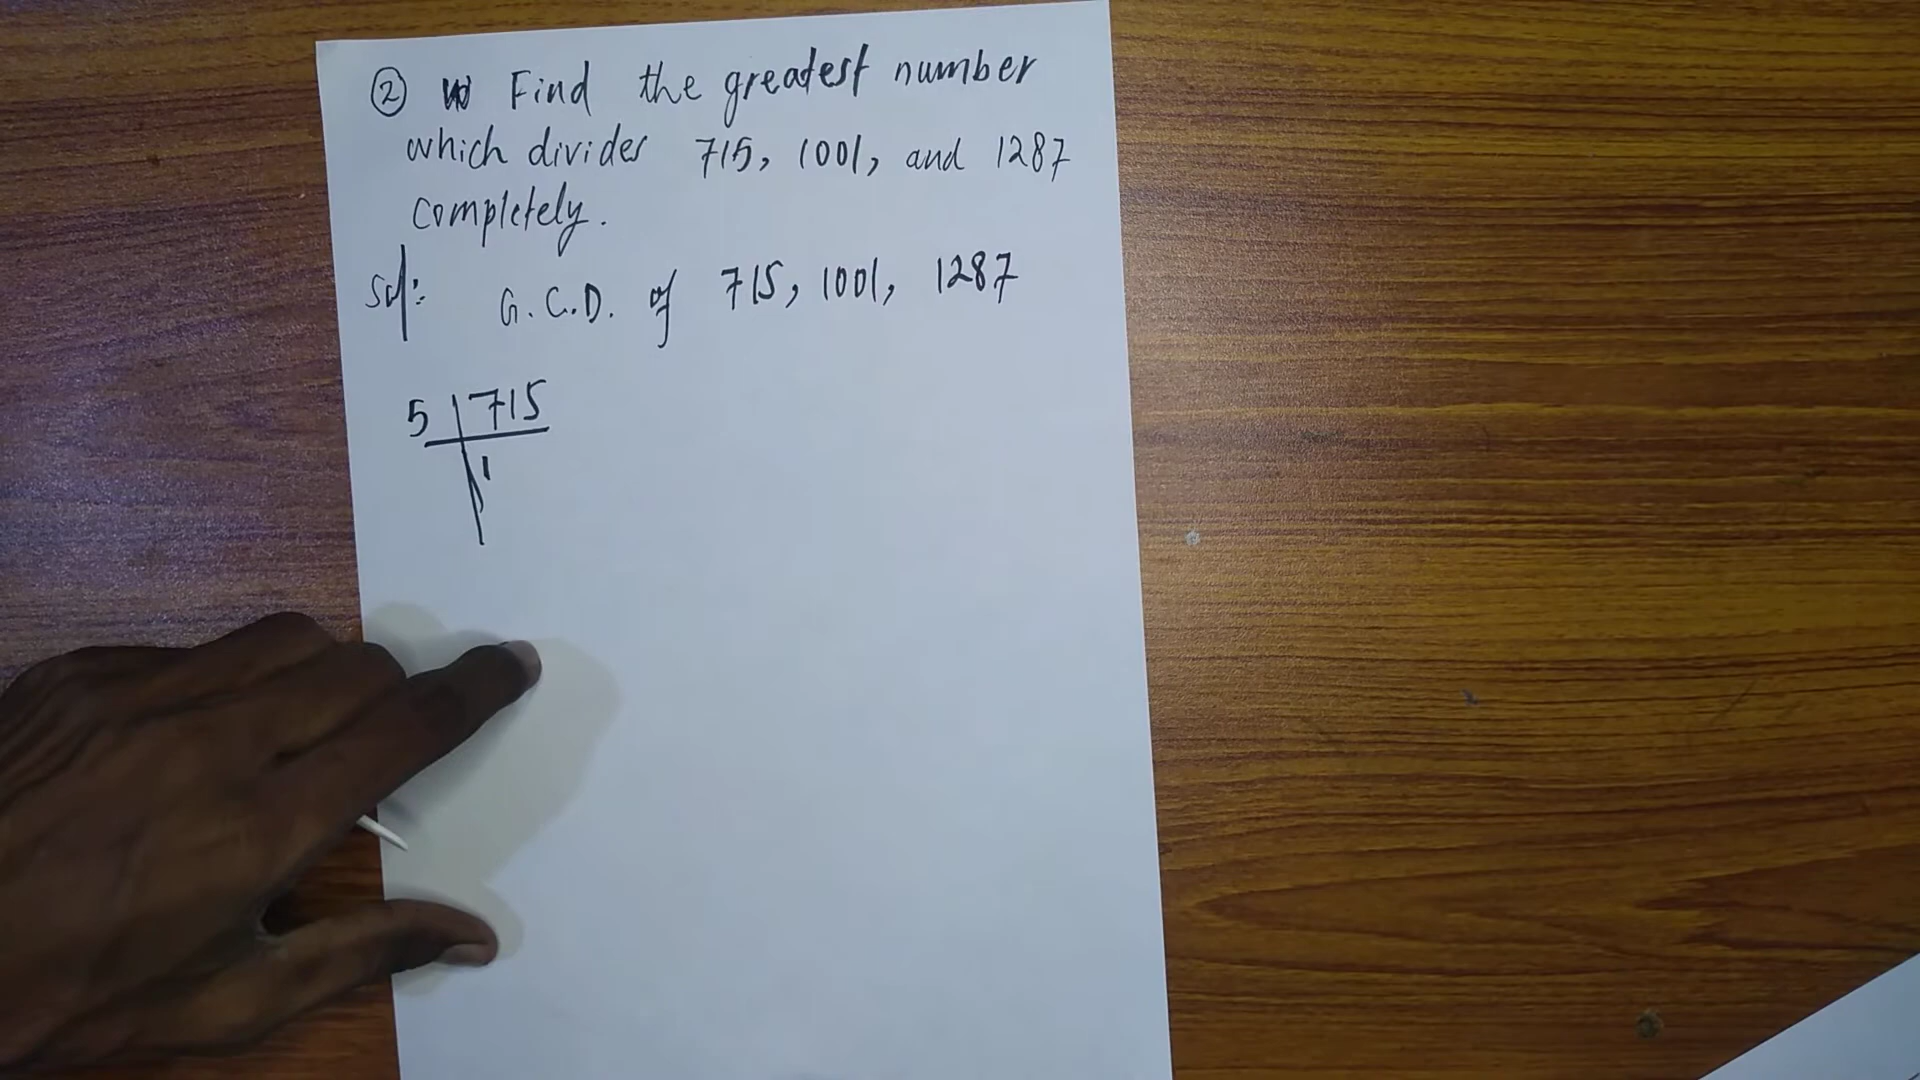 ② Find the greatest number
which divides 715, 1001, and 1287
completely.
Sol: G.C.D. of 715, 1001, 1287
5 | 715
1